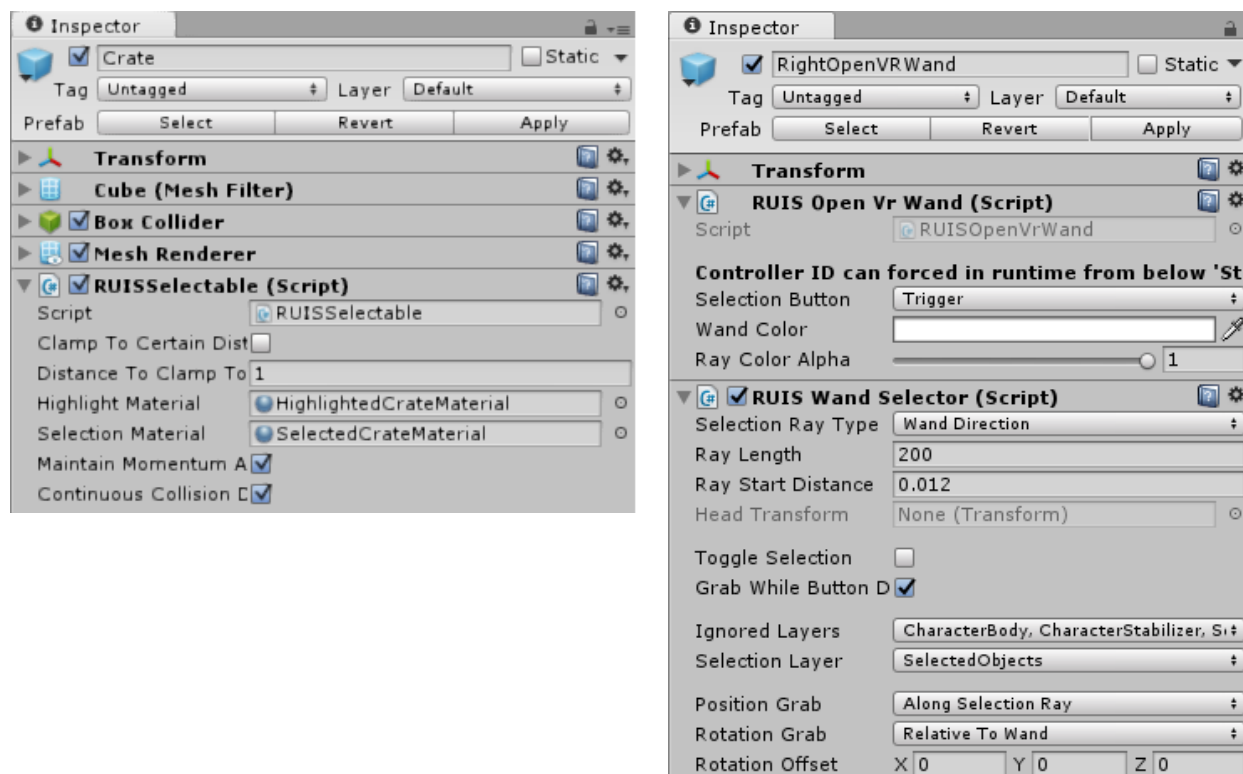 Inspector
Crate Static
Tag Untagged Layer Default
Prefab Select Revert Apply
Transform
Cube (Mesh Filter)
Box Collider
Mesh Renderer
RUISSelectable (Script)
Script RUISSelectable
Clamp To Certain Dist
Distance To Clamp To 1
Highlight Material HighlightedCrateMaterial
Selection Material SelectedCrateMaterial
Maintain Momentum A
Continuous Collision D
Inspector
RightOpenVRWand Static
Tag Untagged Layer Default
Prefab Select Revert Apply
Transform
RUIS Open Vr Wand (Script)
Script RUISOpenVrWand
Controller ID can forced in runtime from below 'St
Selection Button Trigger
Wand Color
Ray Color Alpha 1
RUIS Wand Selector (Script)
Selection Ray Type Wand Direction
Ray Length 200
Ray Start Distance 0.012
Head Transform None (Transform)
Toggle Selection
Grab While Button D
Ignored Layers CharacterBody, CharacterStabilizer, S
Selection Layer SelectedObjects
Position Grab Along Selection Ray
Rotation Grab Relative To Wand
Rotation Offset X 0 Y 0 Z 0